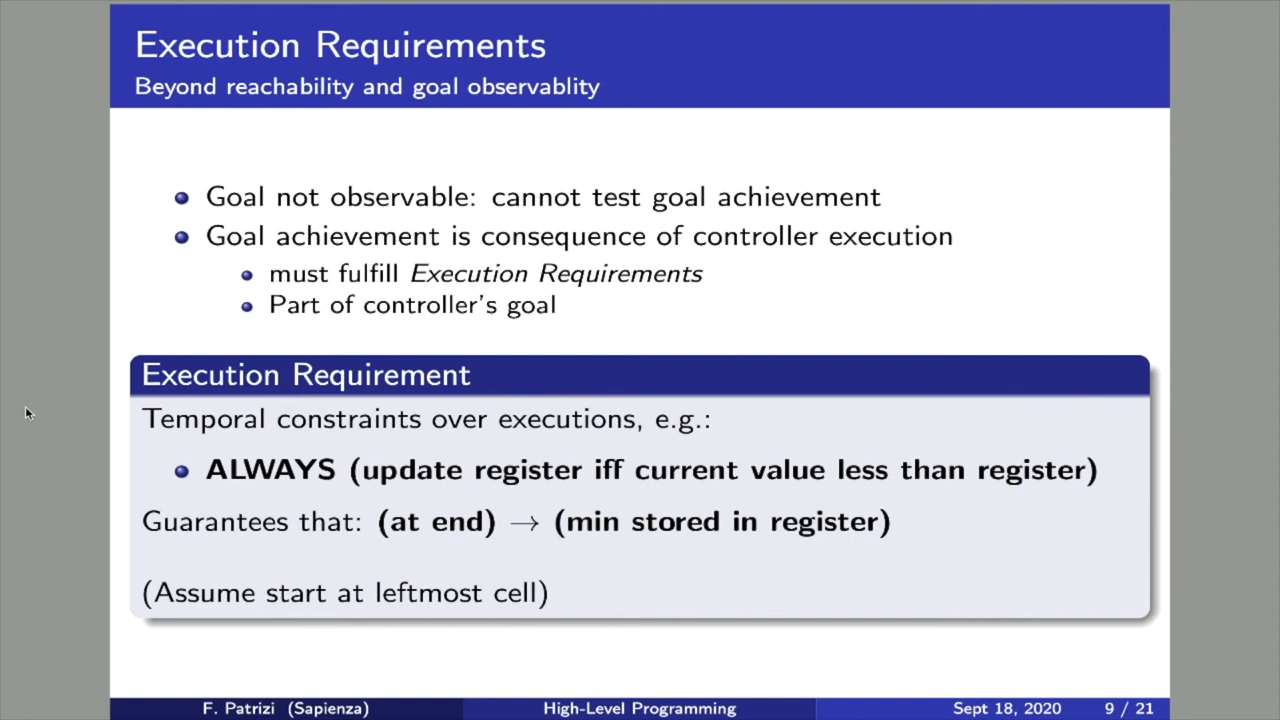 Execution Requirements
Beyond reachability and goal observablity
Goal not observable: cannot test goal achievement
Goal achievement is consequence of controller execution
must fulfill Execution Requirements
Part of controller's goal
Execution Requirement
Temporal constraints over executions, e.g.:
ALWAYS (update register iff current value less than register)
Guarantees that: (at end) → (min stored in register)
(Assume start at leftmost cell)
F. Patrizi (Sapienza) High-Level Programming Sept 18, 2020 9 / 21